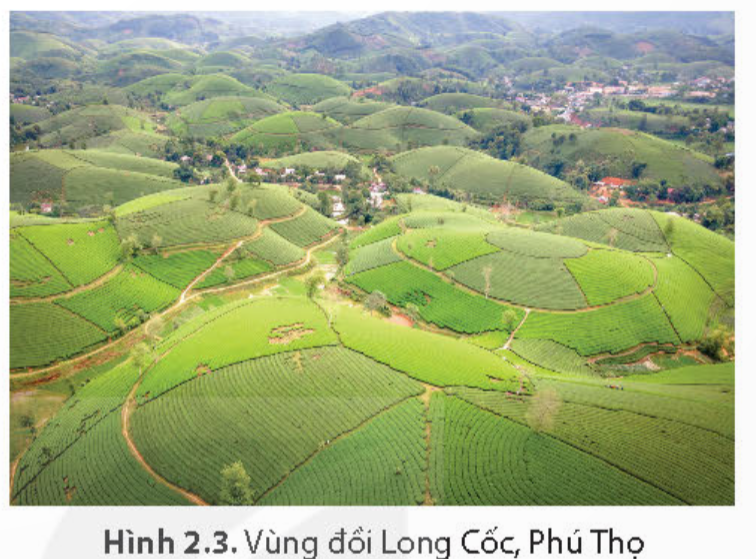 Hình 2.3. Vùng đồi Long Cốc, Phú Thọ